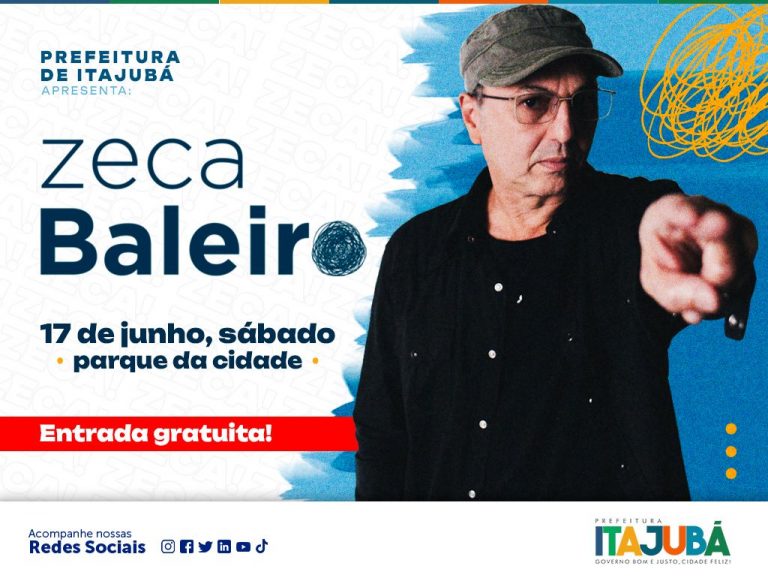 PREFEITURA
DE ITAJUBÁ
APRESENTA:
zeca
Baleiro
17 de junho, sábado
• parque da cidade •
Entrada gratuita!
Acompanhe nossas
Redes Sociais
PREFEITURA
ITAJUBÁ
GOVERNO BOM E JUSTO, CIDADE FELIZ!